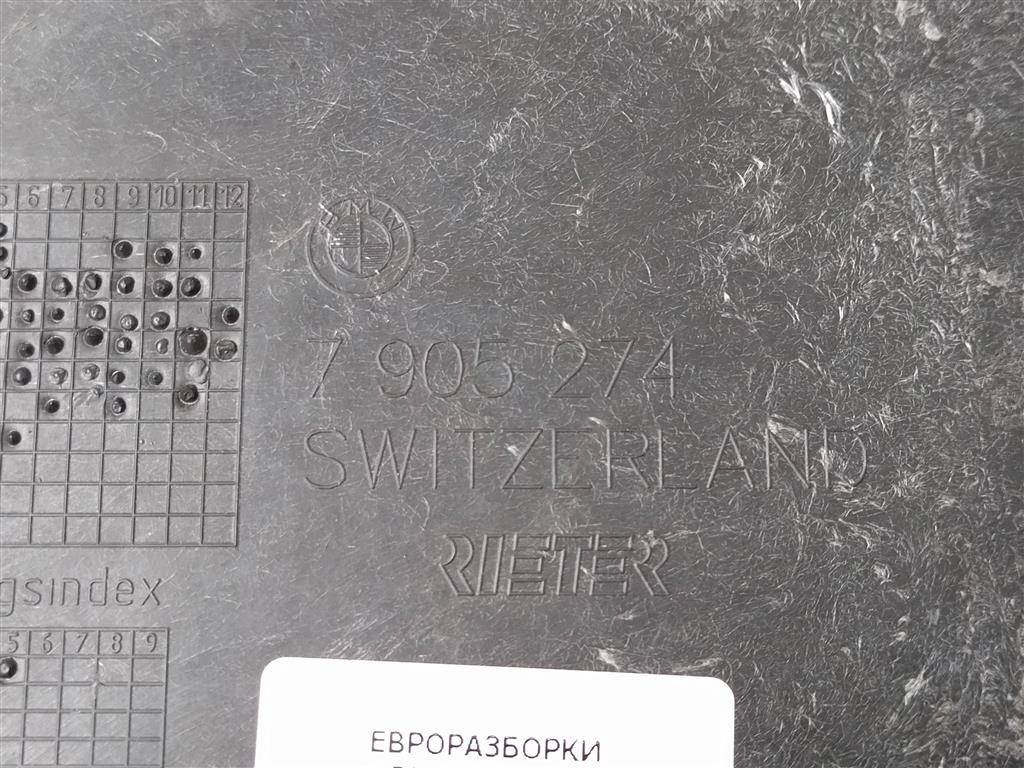 5 6 7 8 9 10 11 12
BMW
7 905 274
SWITZERLAND
RIETER
gsindex
5 6 7 8 9
ЕВРОРАЗБОРКИ